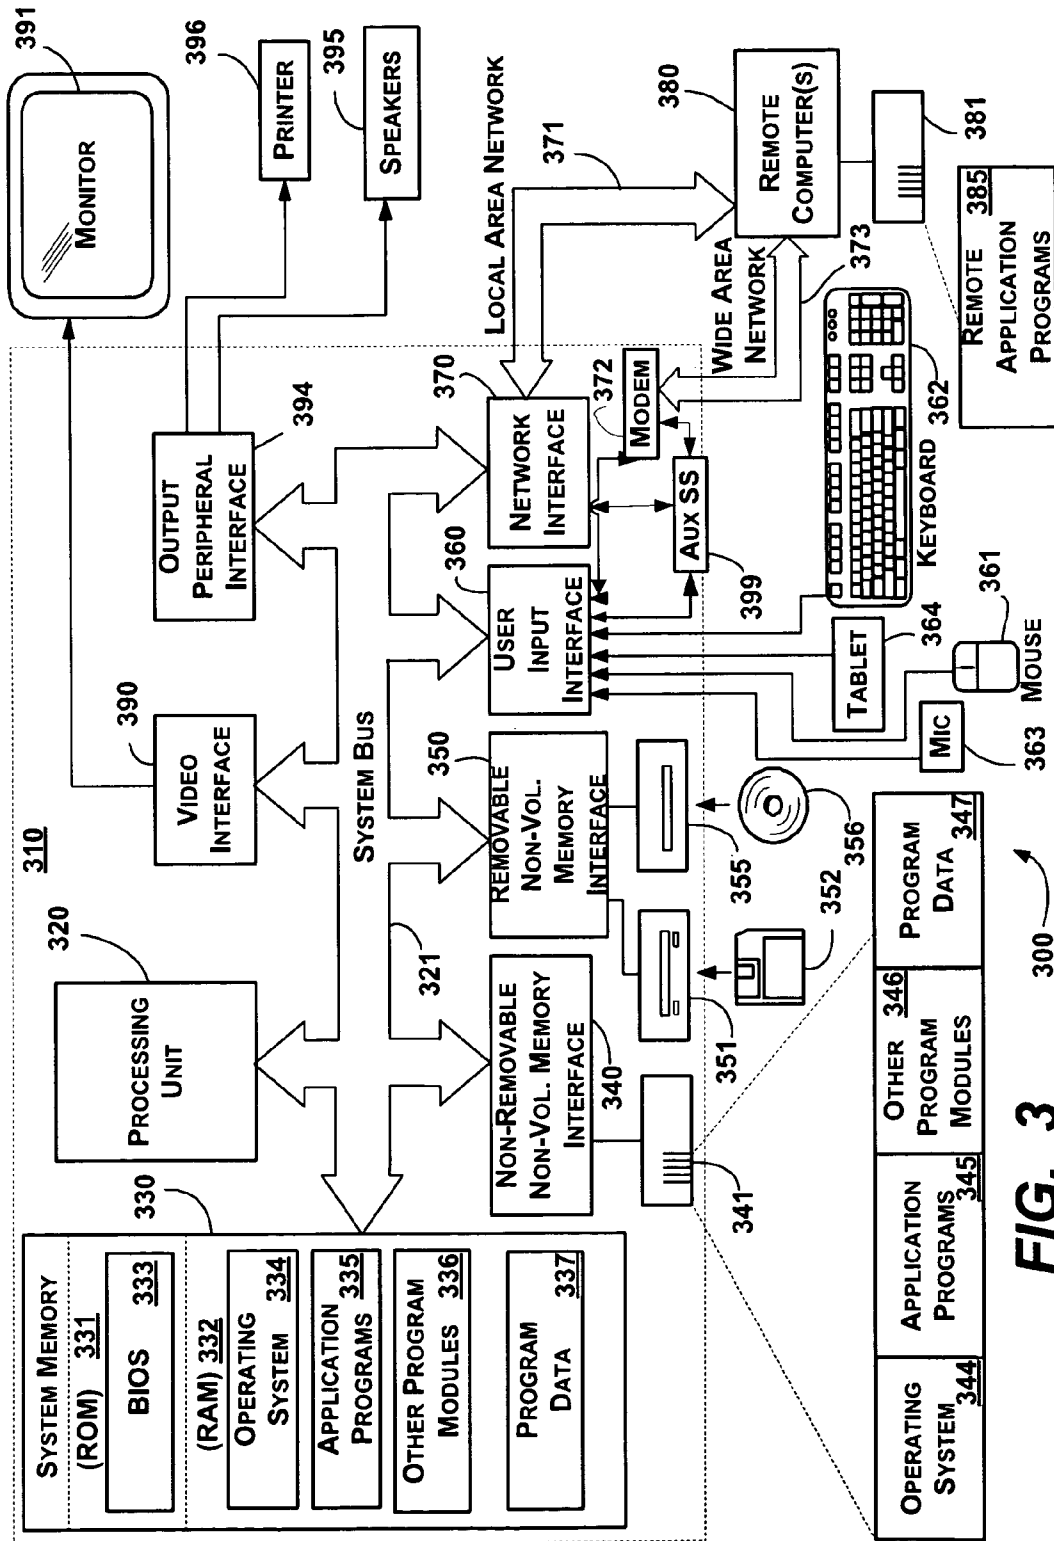 SYSTEM MEMORY
(ROM) 331
BIOS 333
(RAM) 332
OPERATING
SYSTEM 334
APPLICATION
PROGRAMS 335
OTHER PROGRAM
MODULES 336
PROGRAM
DATA 337
330
310
320
PROCESSING
UNIT
390
VIDEO
INTERFACE
OUTPUT
PERIPHERAL
INTERFACE
394
391
MONITOR
396
PRINTER
395
SPEAKERS
SYSTEM BUS
321
NON-REMOVABLE
NON-VOL. MEMORY
INTERFACE
340
350
REMOVABLE
NON-VOL.
MEMORY
INTERFACE
360
USER
INPUT
INTERFACE
370
NETWORK
INTERFACE
LOCAL AREA NETWORK
371
372
MODEM
AUX SS
399
WIDE AREA
NETWORK
373
380
REMOTE
COMPUTER(S)
381
REMOTE 385
APPLICATION
PROGRAMS
341
351
355
352
356
MIC
363
TABLET
364
361
MOUSE
KEYBOARD
362
OPERATING
SYSTEM 344
APPLICATION
PROGRAMS 345
OTHER 346
PROGRAM
MODULES
PROGRAM
DATA 347
300
FIG. 3